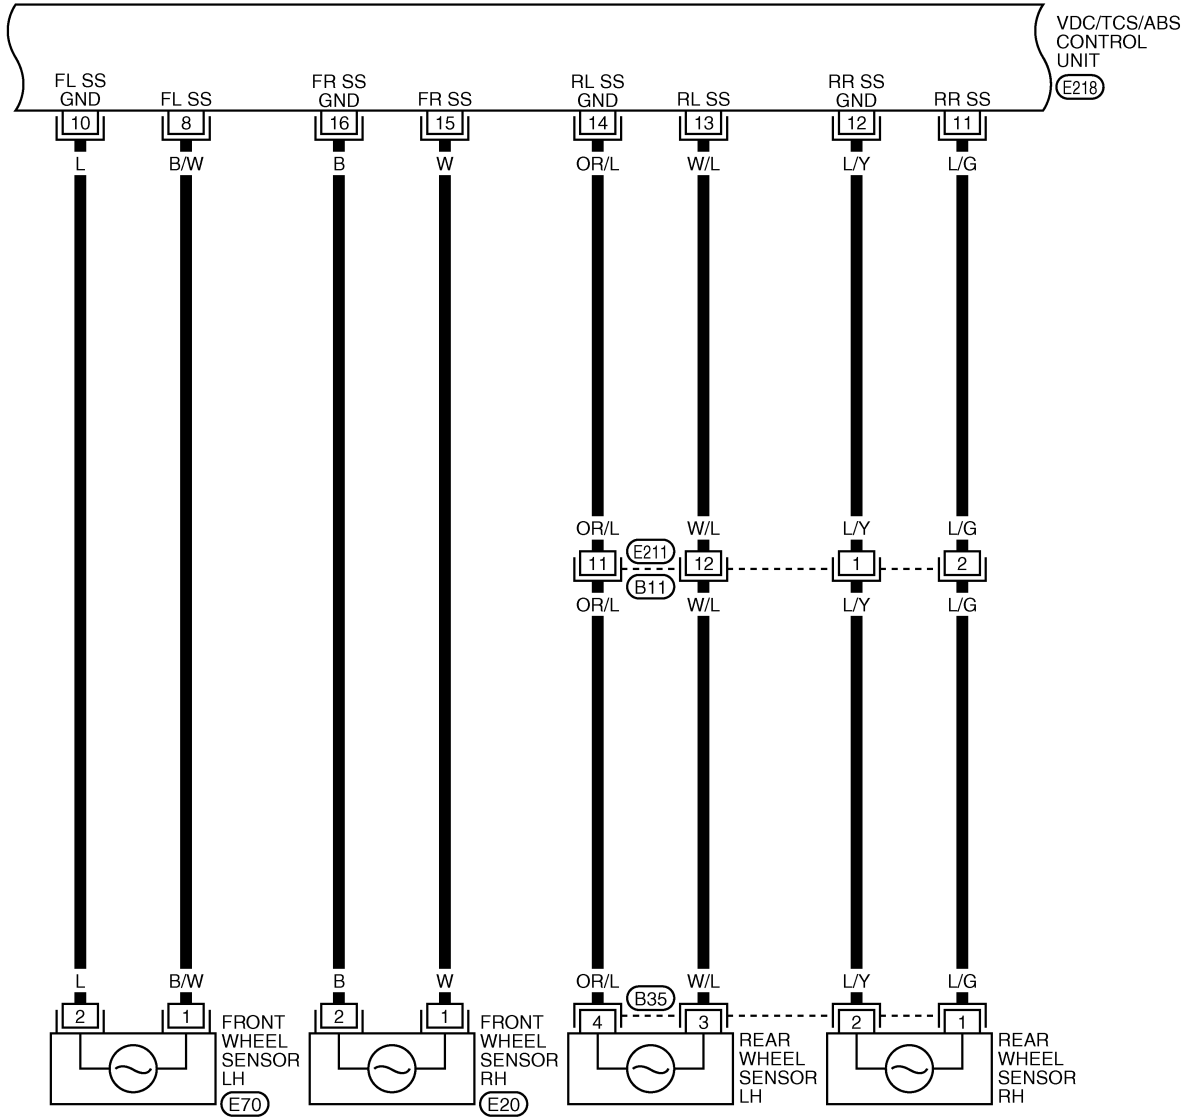 VDC/TCS/ABS
CONTROL
UNIT
E218
FL SS
GND
FL SS
FR SS
GND
FR SS
RL SS
GND
RL SS
RR SS
GND
RR SS
10 8 16 15 14 13 12 11
L B/W B W OR/L W/L L/Y L/G
OR/L W/L L/Y L/G
E211
11 12 1 2
B11
OR/L W/L L/Y L/G
L B/W B W OR/L W/L L/Y L/G
B35
2 1 2 1 4 3 2 1
FRONT
WHEEL
SENSOR
LH
E70
FRONT
WHEEL
SENSOR
RH
E20
REAR
WHEEL
SENSOR
LH
REAR
WHEEL
SENSOR
RH